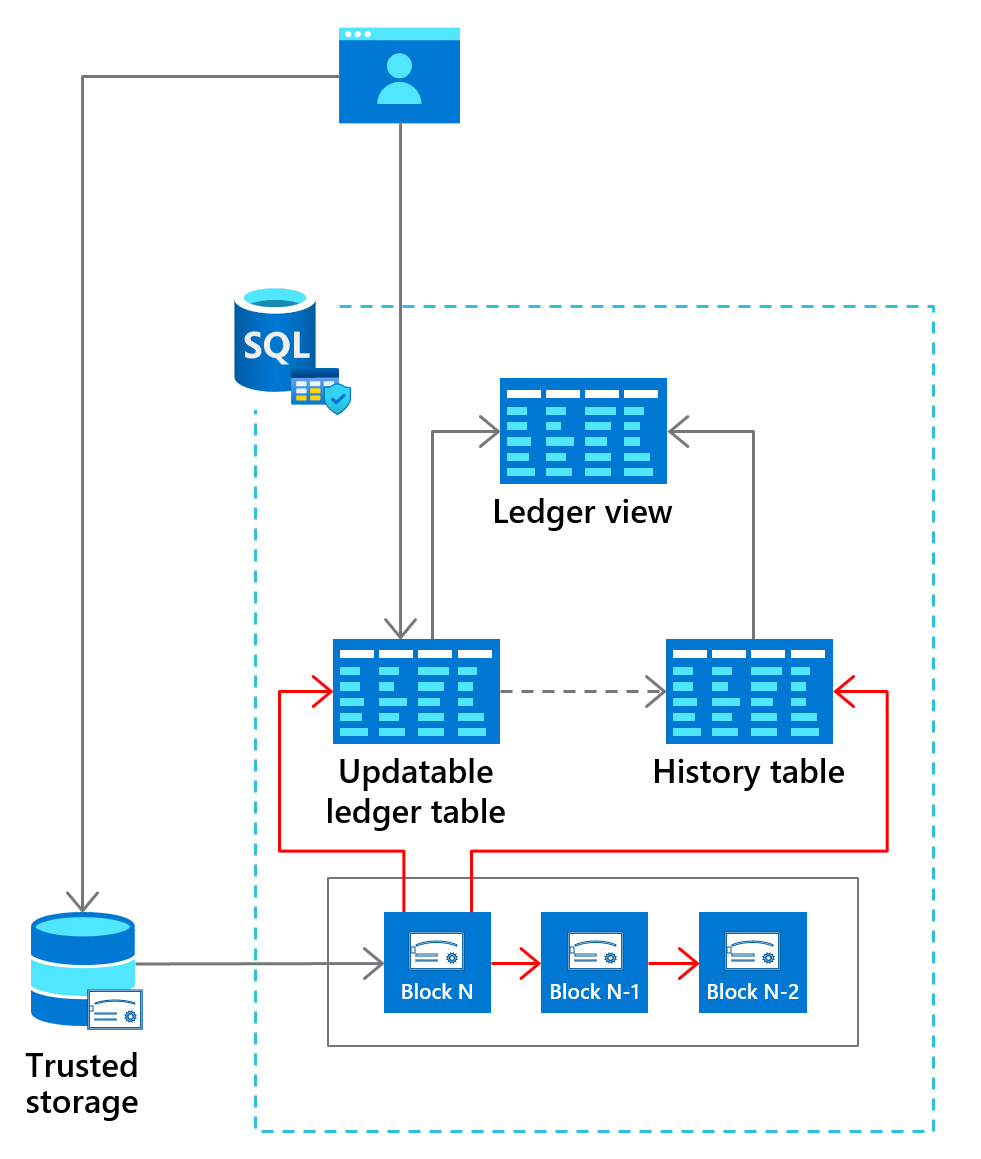 SQL
Ledger view
Updatable
ledger table
History table
Block N
Block N-1
Block N-2
Trusted
storage